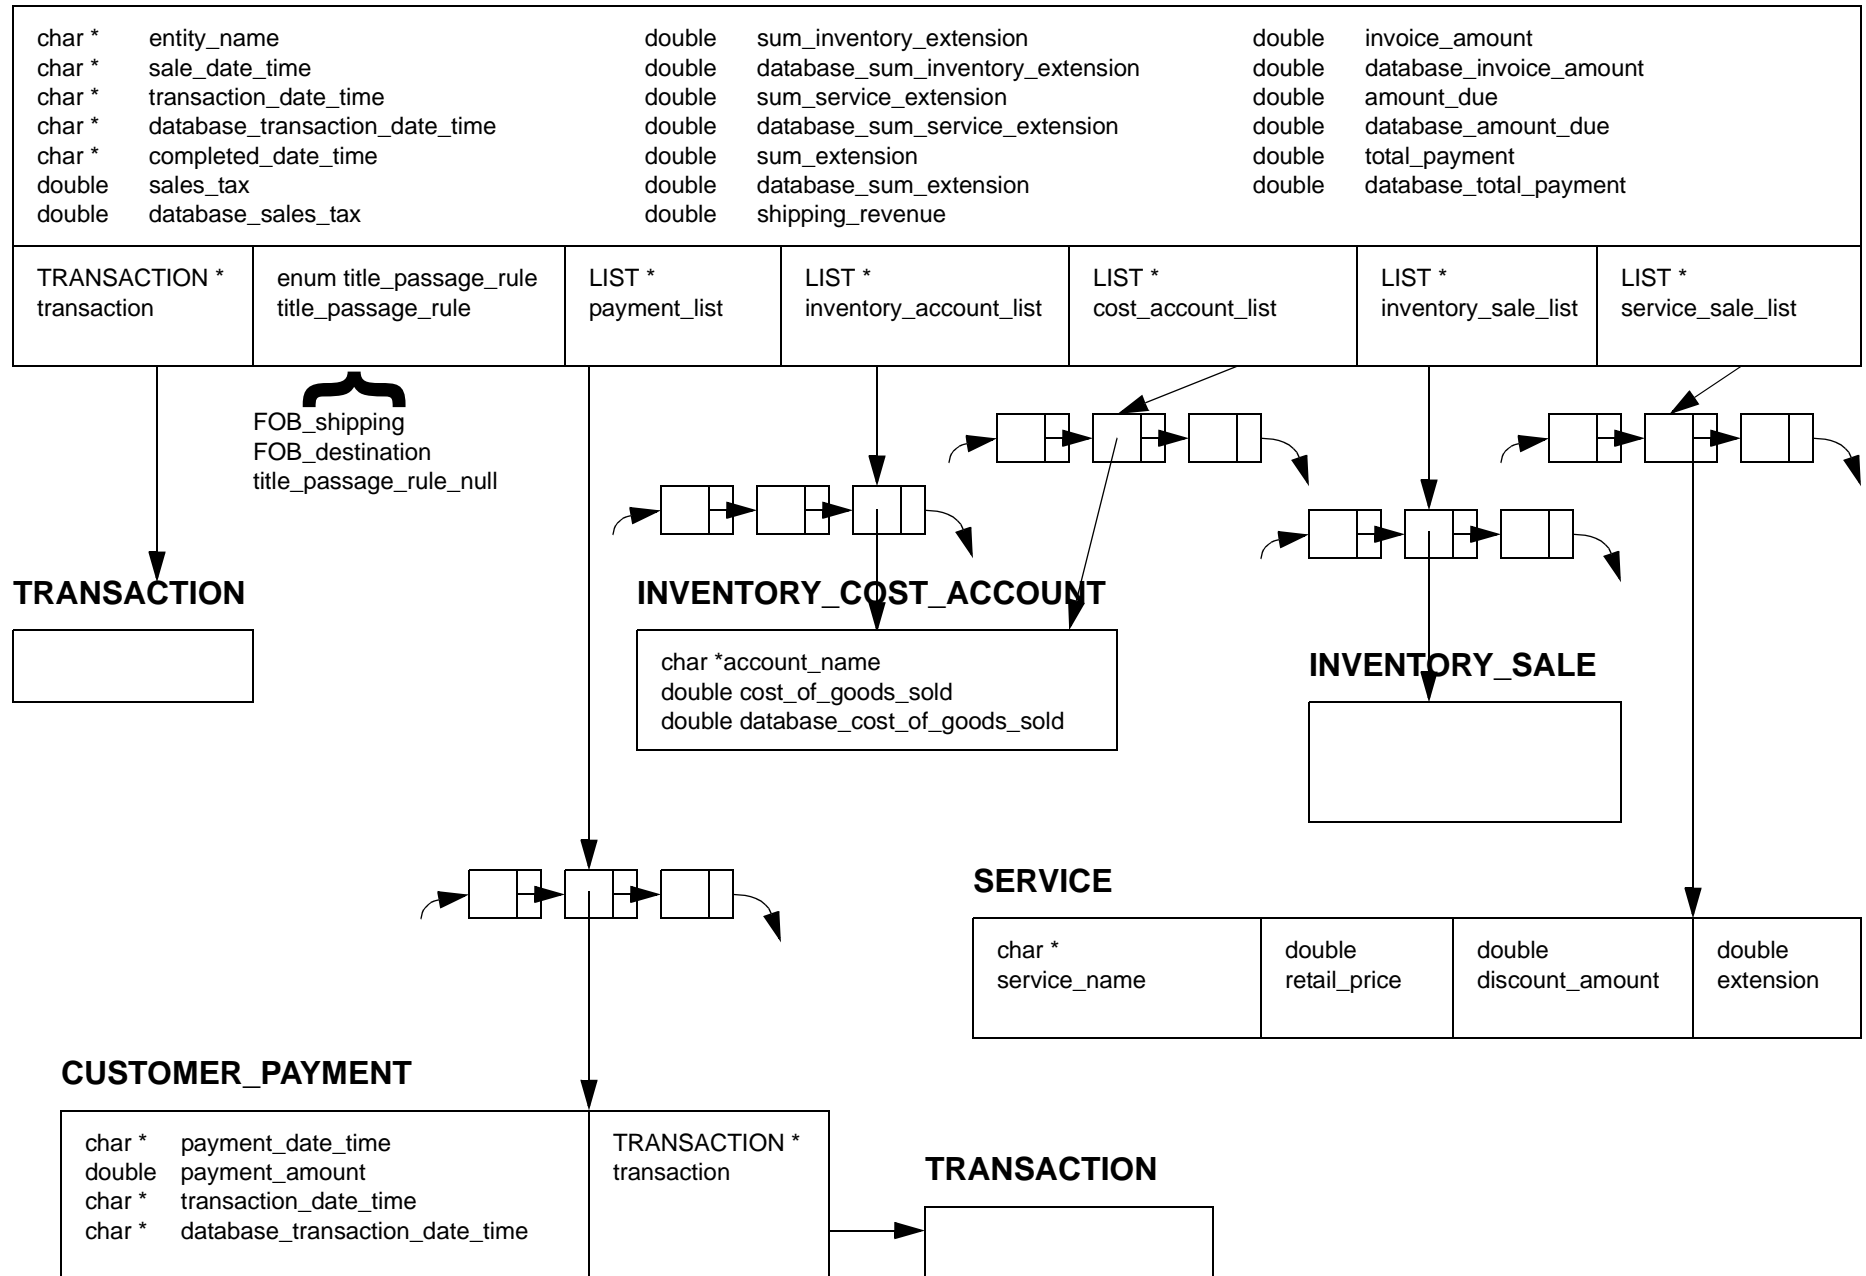 char * entity_name double sum_inventory_extension double invoice_amount
char * sale_date_time double database_sum_inventory_extension double database_invoice_amount
char * transaction_date_time double sum_service_extension double amount_due
char * database_transaction_date_time double database_sum_service_extension double database_amount_due
char * completed_date_time double sum_extension double total_payment
double sales_tax double database_sum_extension double database_total_payment
double database_sales_tax double shipping_revenue
TRANSACTION * enum title_passage_rule LIST * LIST * LIST * LIST * LIST *
transaction title_passage_rule payment_list inventory_account_list cost_account_list inventory_sale_list service_sale_list
FOB_shipping
FOB_destination
title_passage_rule_null
TRANSACTION INVENTORY_COST_ACCOUNT
char *account_name
double cost_of_goods_sold
double database_cost_of_goods_sold
INVENTORY_SALE
SERVICE
char * double double double
service_name retail_price discount_amount extension
CUSTOMER_PAYMENT
char * payment_date_time TRANSACTION *
double payment_amount transaction
char * transaction_date_time
char * database_transaction_date_time
TRANSACTION